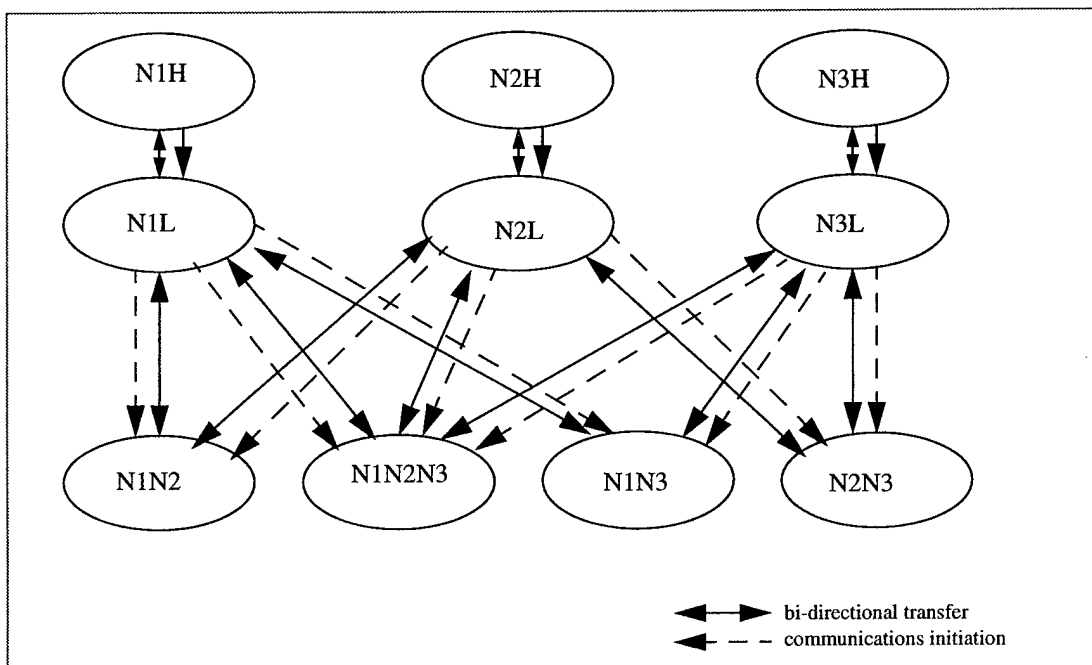 N1H
N2H
N3H
N1L
N2L
N3L
N1N2
N1N2N3
N1N3
N2N3
bi-directional transfer
communications initiation